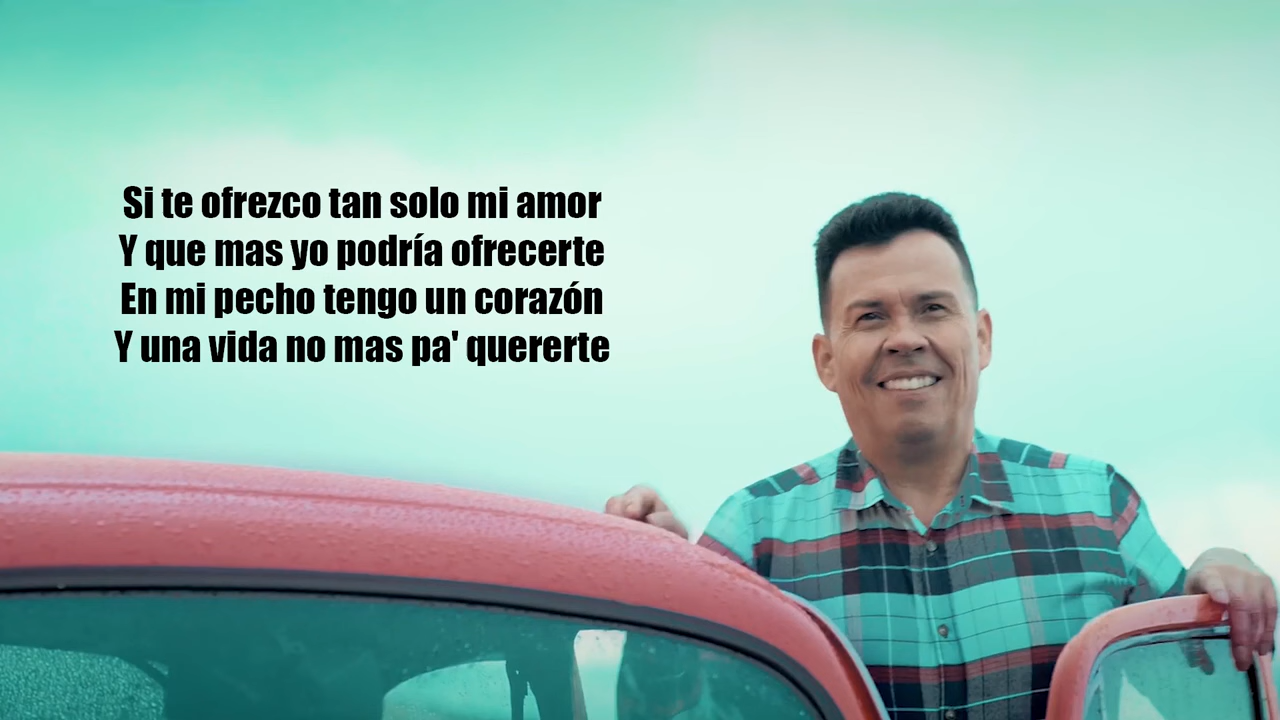 Si te ofrezco tan solo mi amor
Y que mas yo podría ofrecerte
En mi pecho tengo un corazón
Y una vida no mas pa' quererte